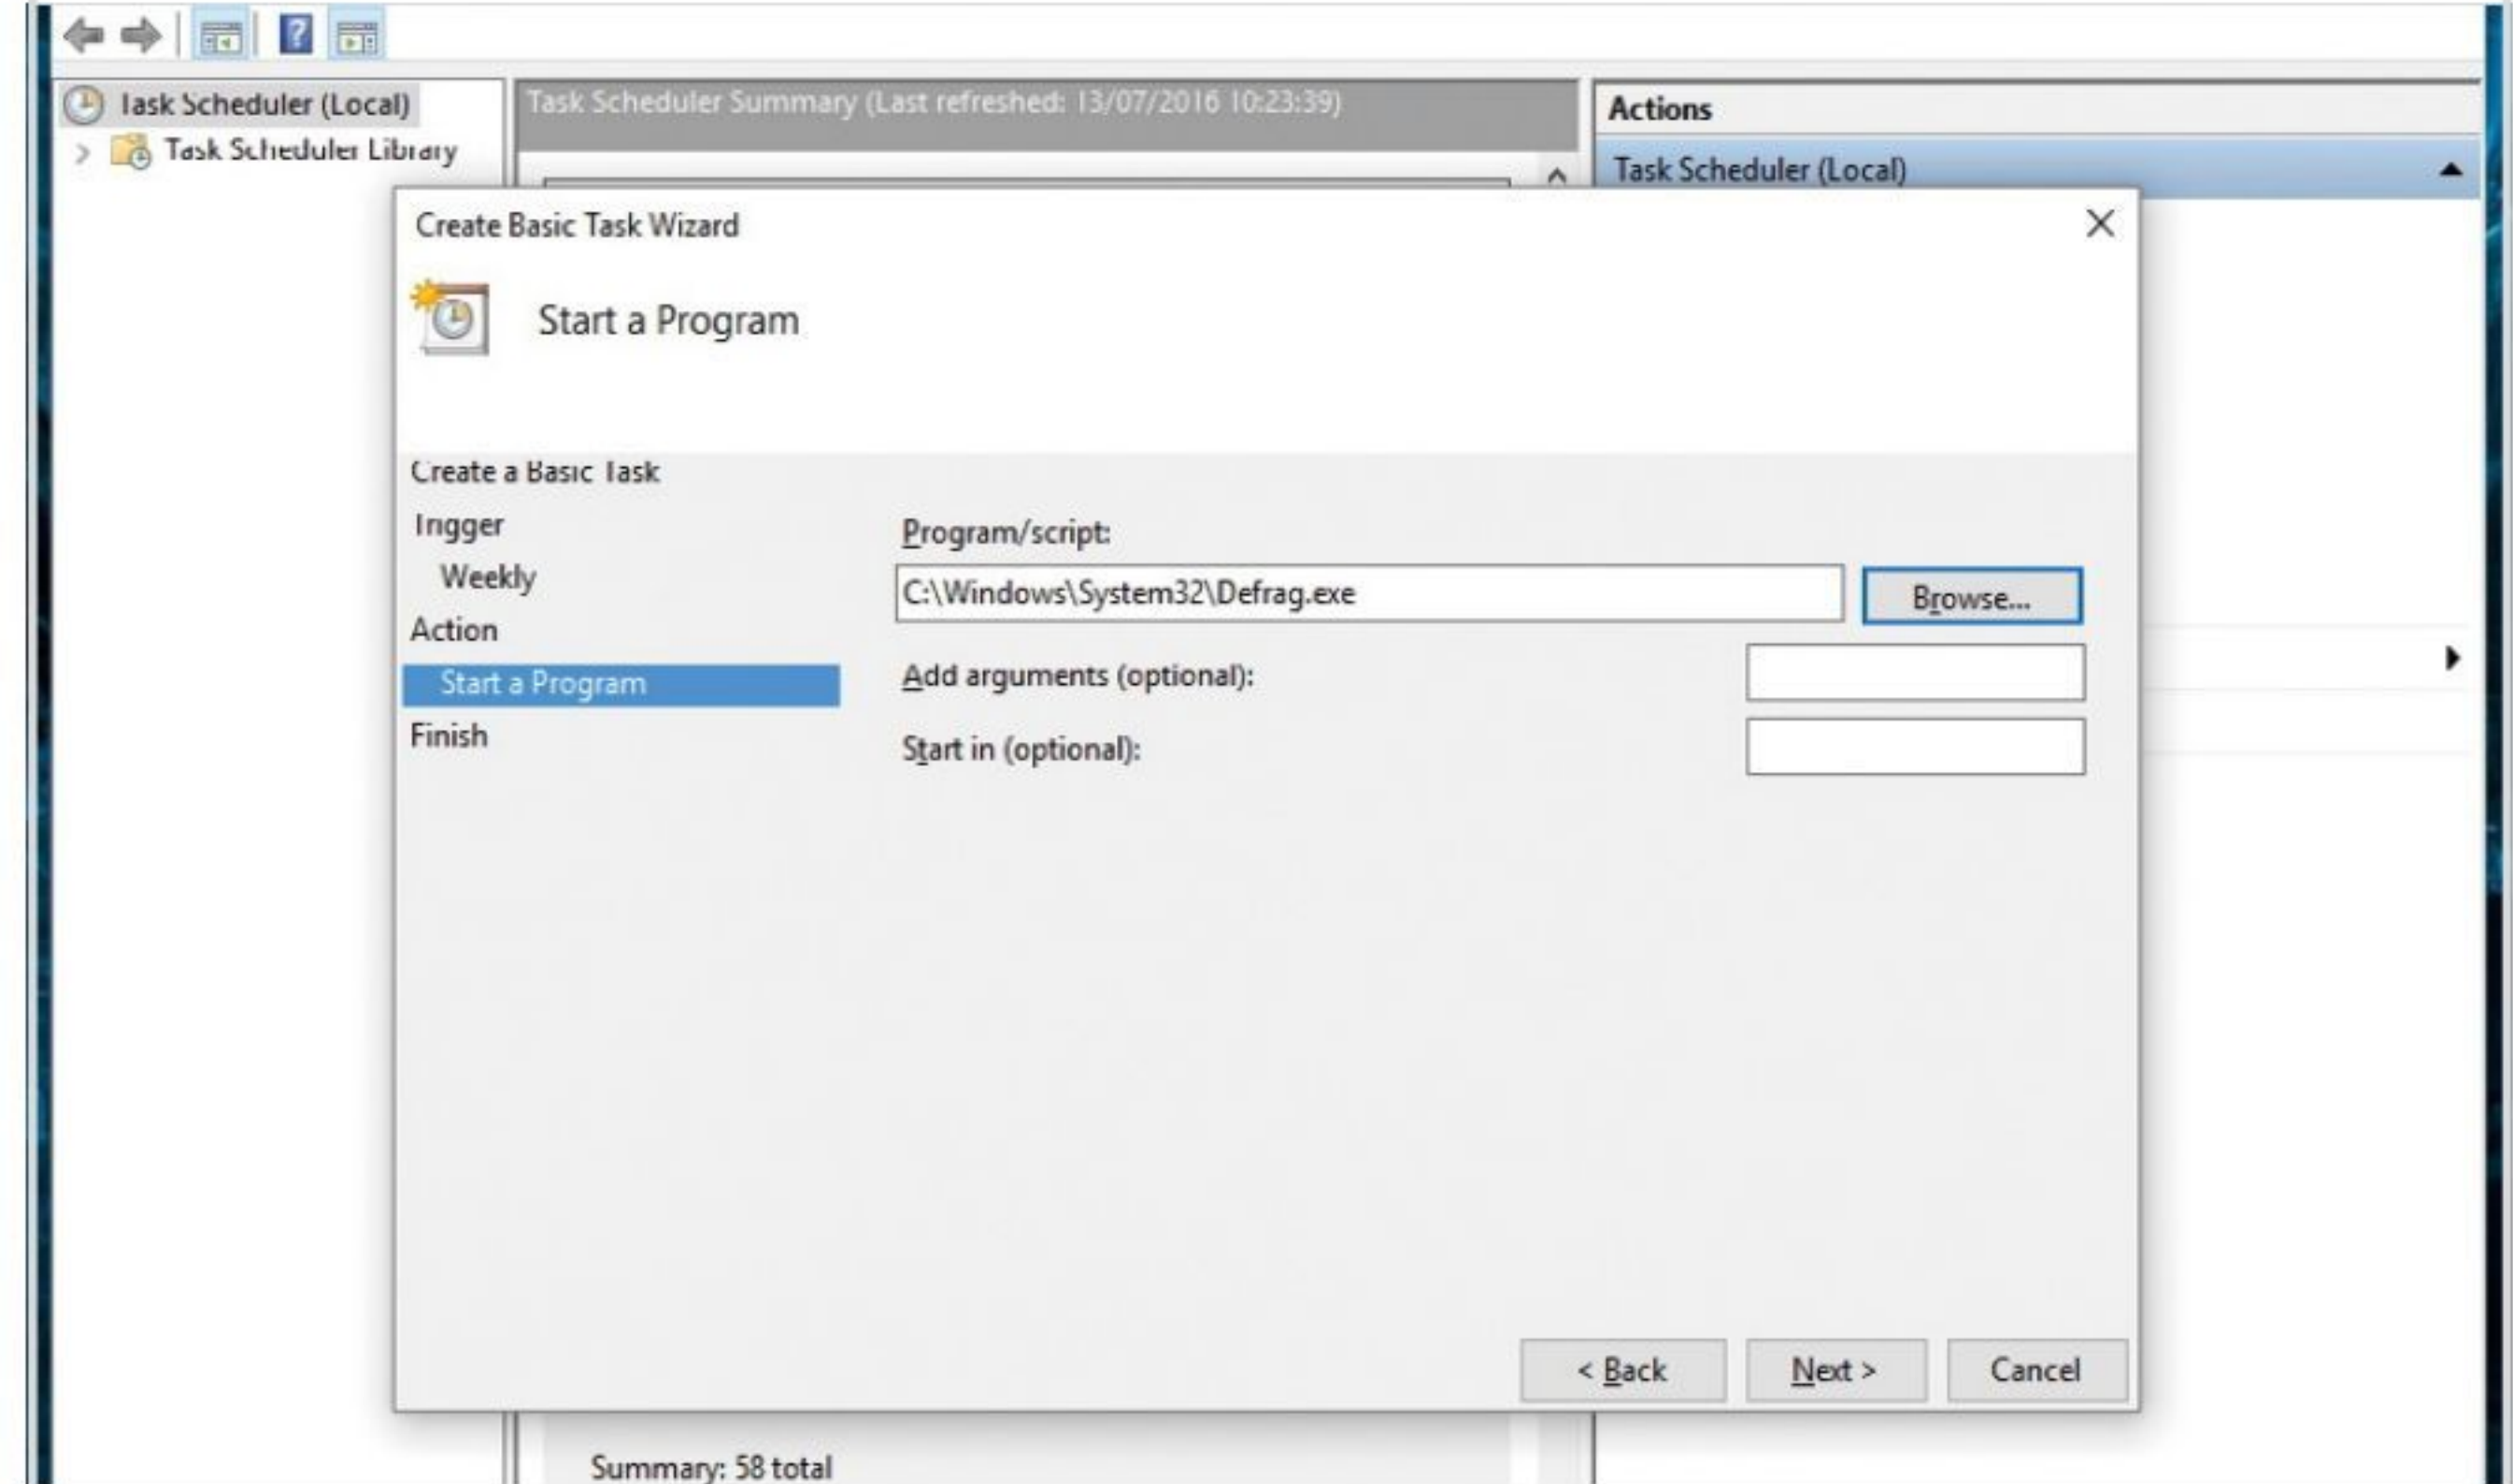 Task Scheduler (Local)
Task Scheduler Library
Task Scheduler Summary (Last refreshed: 13/07/2016 10:23:39)
Actions
Task Scheduler (Local)
Create Basic Task Wizard
Start a Program
Create a Basic Task
Trigger
Weekly
Action
Start a Program
Finish
Program/script:
C:\Windows\System32\Defrag.exe
Browse...
Add arguments (optional):
Start in (optional):
< Back
Next >
Cancel
Summary: 58 total